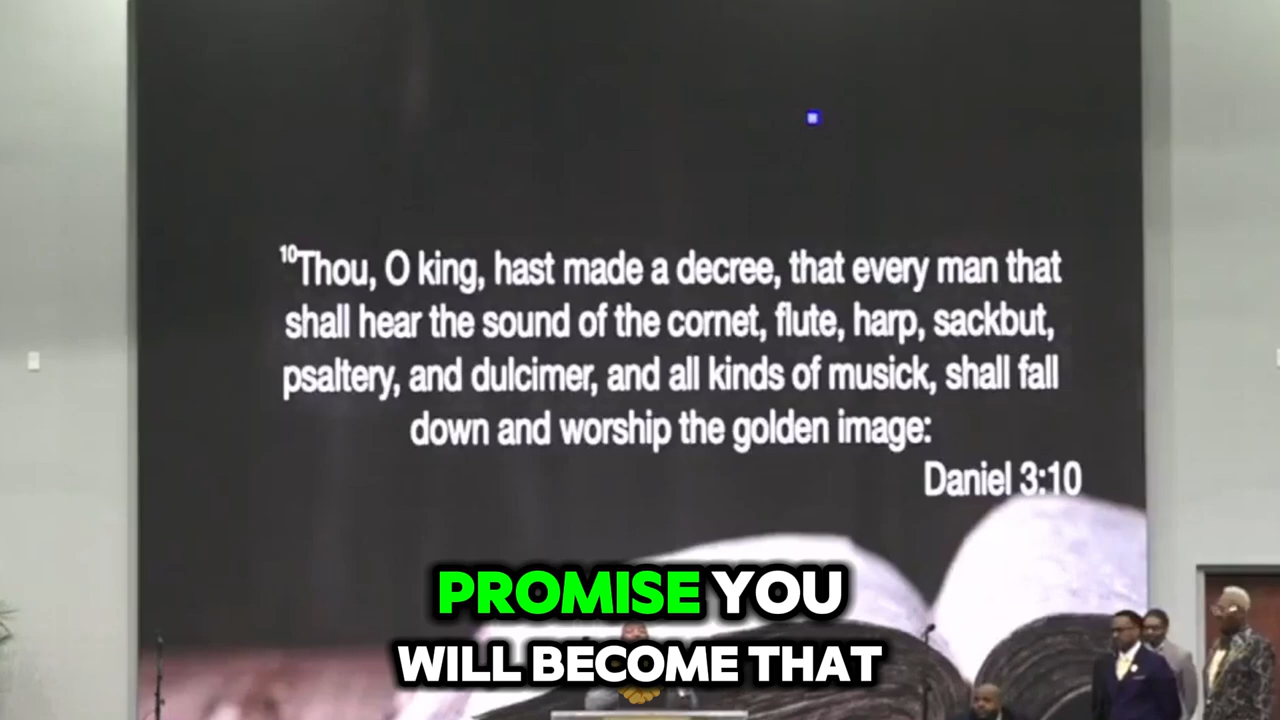 10Thou, O king, hast made a decree, that every man that
shall hear the sound of the cornet, flute, harp, sackbut,
psaltery, and dulcimer, and all kinds of musick, shall fall
down and worship the golden image:
Daniel 3:10
PROMISE YOU
WILL BECOME THAT